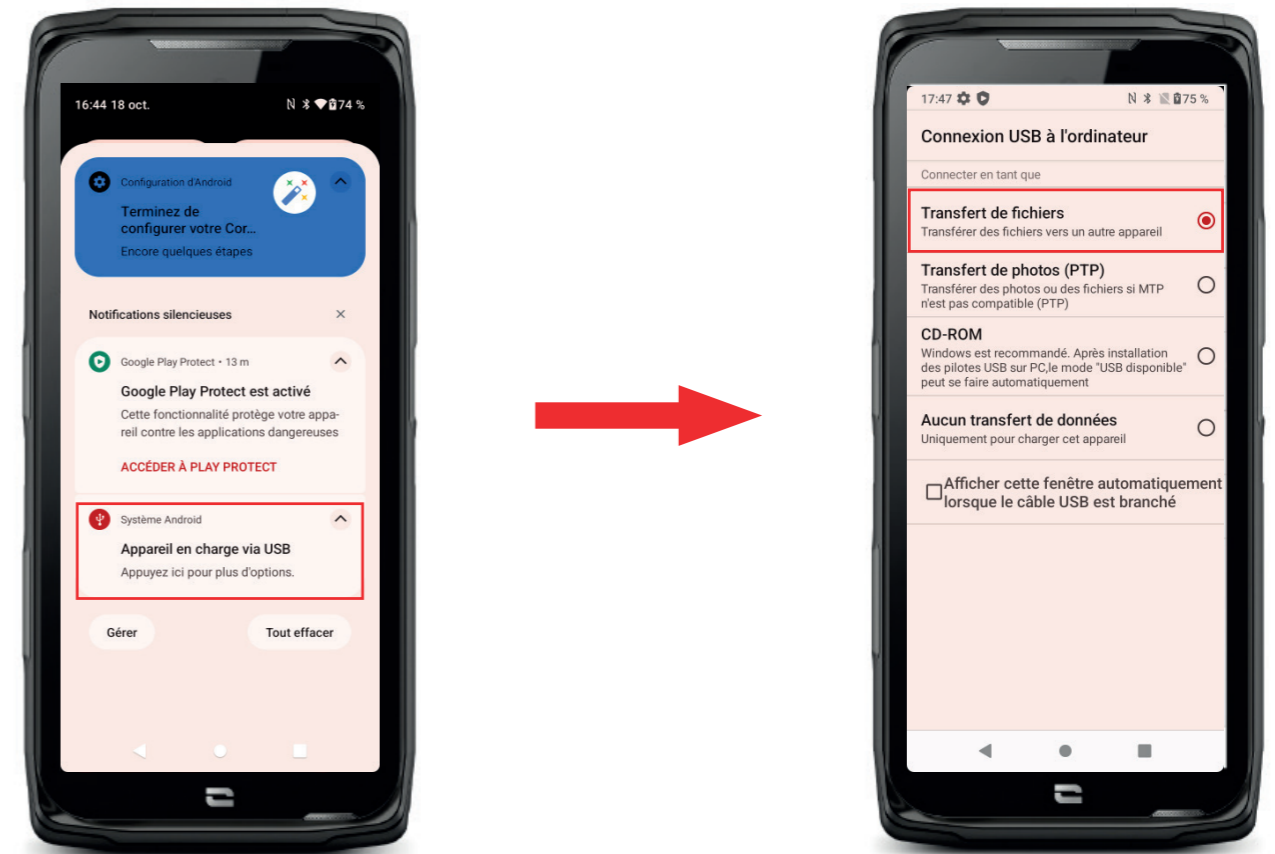 16:44 18 oct.
74 %
Configuration d'Android
Terminez de
configurer votre Cor...
Encore quelques étapes
Notifications silencieuses
Google Play Protect • 13 m
Google Play Protect est activé
Cette fonctionnalité protège votre appa-
reil contre les applications dangereuses
ACCÉDER À PLAY PROTECT
Système Android
Appareil en charge via USB
Appuyez ici pour plus d'options.
Gérer
Tout effacer
17:47
75 %
Connexion USB à l'ordinateur
Connecter en tant que
Transfert de fichiers
Transférer des fichiers vers un autre appareil
Transfert de photos (PTP)
Transférer des photos ou des fichiers si MTP
n'est pas compatible (PTP)
CD-ROM
Windows est recommandé. Après installation
des pilotes USB sur PC,le mode "USB disponible"
peut se faire automatiquement
Aucun transfert de données
Uniquement pour charger cet appareil
Afficher cette fenêtre automatiquement
lorsque le câble USB est branché